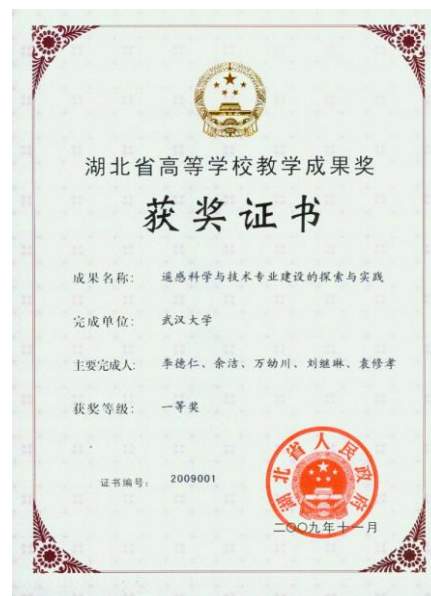 湖北省高等学校教学成果奖
获奖证书
成果名称: 遥感科学与技术专业建设的探索与实践
完成单位: 武汉大学
主要完成人: 李德仁、余洁、万幼川、刘继琳、袁修孝
获奖等级: 一等奖
证书编号: 2009001
湖北省人民政府
二〇〇九年十一月